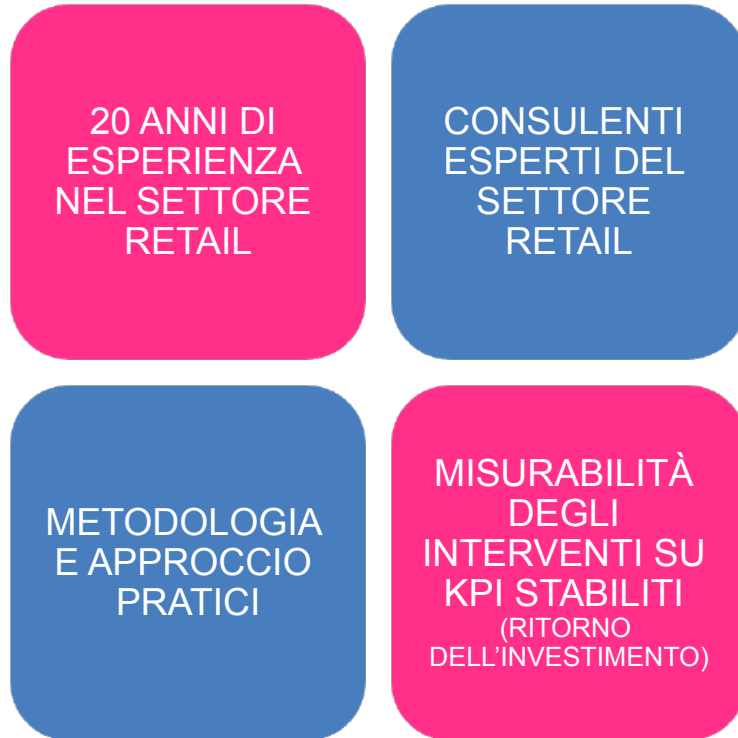 20 ANNI DI
ESPERIENZA
NEL SETTORE
RETAIL
CONSULENTI
ESPERTI DEL
SETTORE
RETAIL
METODOLOGIA
E APPROCCIO
PRATICI
MISURABILITÀ
DEGLI
INTERVENTI SU
KPI STABILITI
(RITORNO
DELL’INVESTIMENTO)